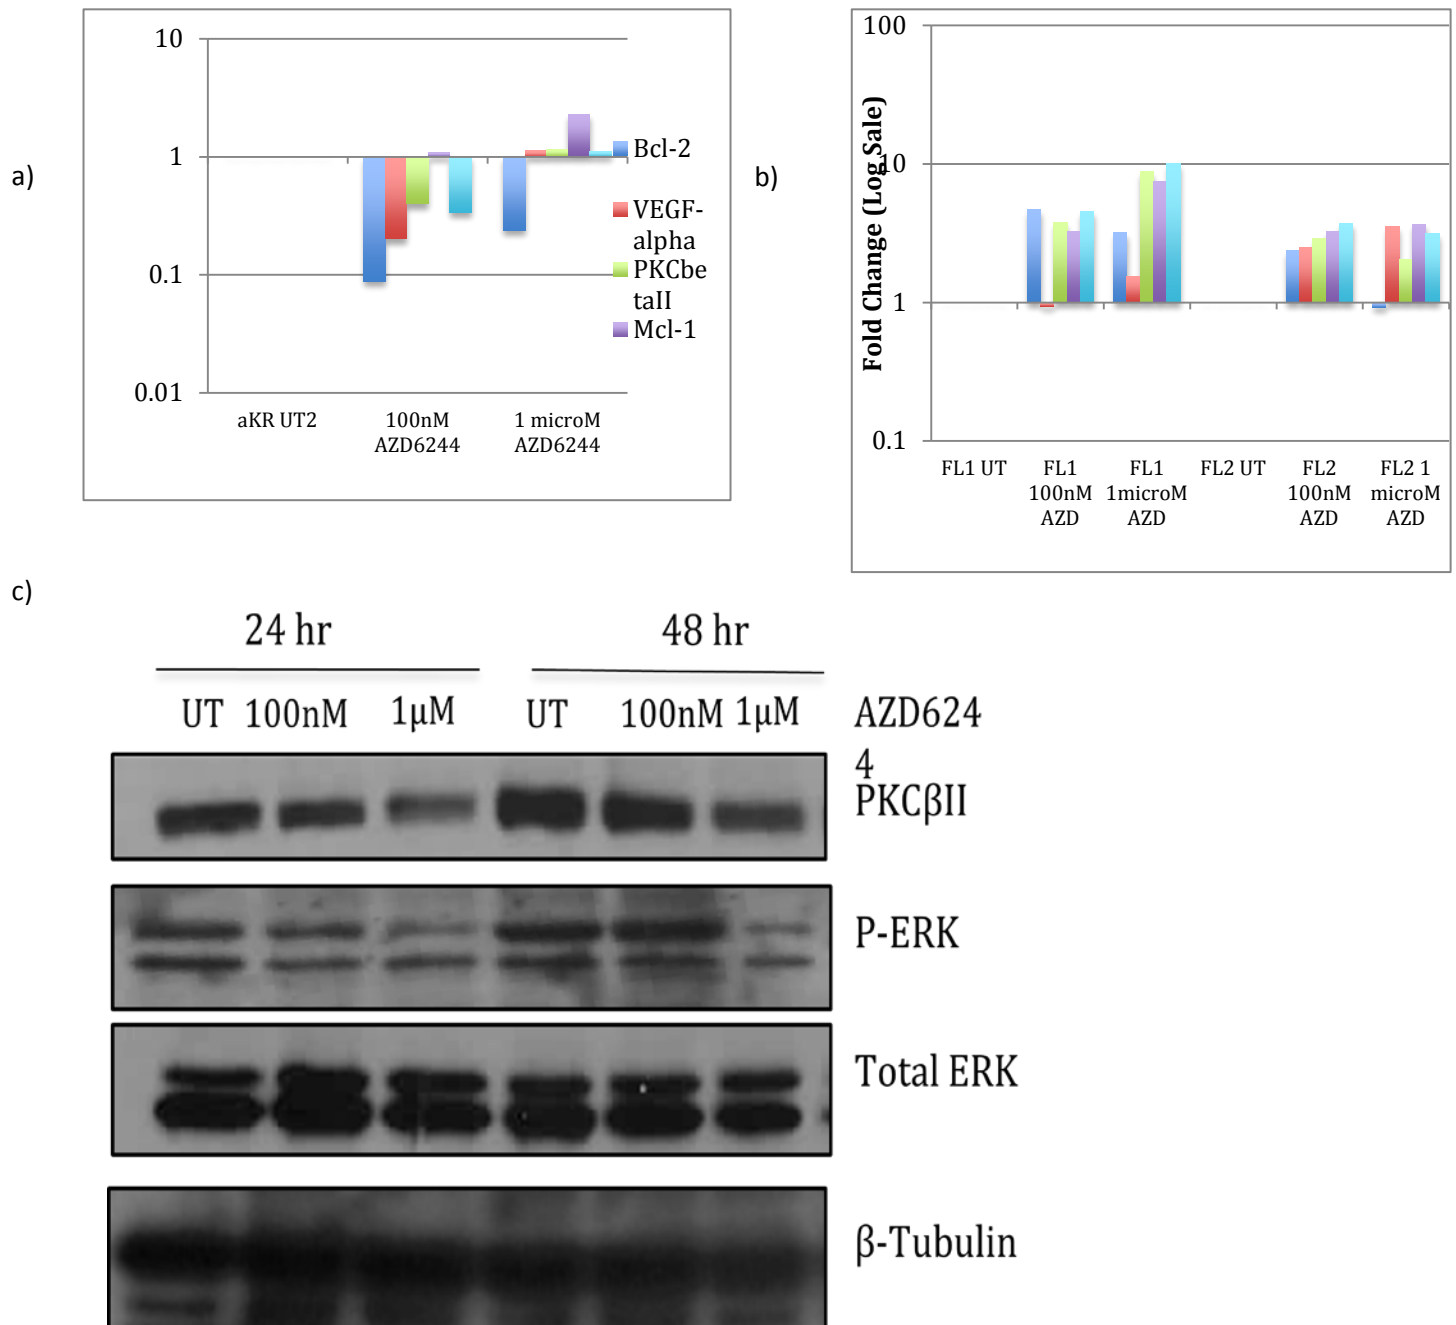 a)
10
1
0.1
0.01
aKR UT2
100nM
AZD6244
1 microM
AZD6244
Bcl-2
VEGF-
alpha
PKCbe
taII
Mcl-1
b)
Fold Change (Log Sale)
100
10
1
0.1
FL1 UT
FL1
100nM
AZD
FL1
1microM
AZD
FL2 UT
FL2
100nM
AZD
FL2 1
microM
AZD
c)
24 hr
48 hr
UT 100nM 1μM UT 100nM 1μM
AZD624
4
PKCβII
P-ERK
Total ERK
β-Tubulin